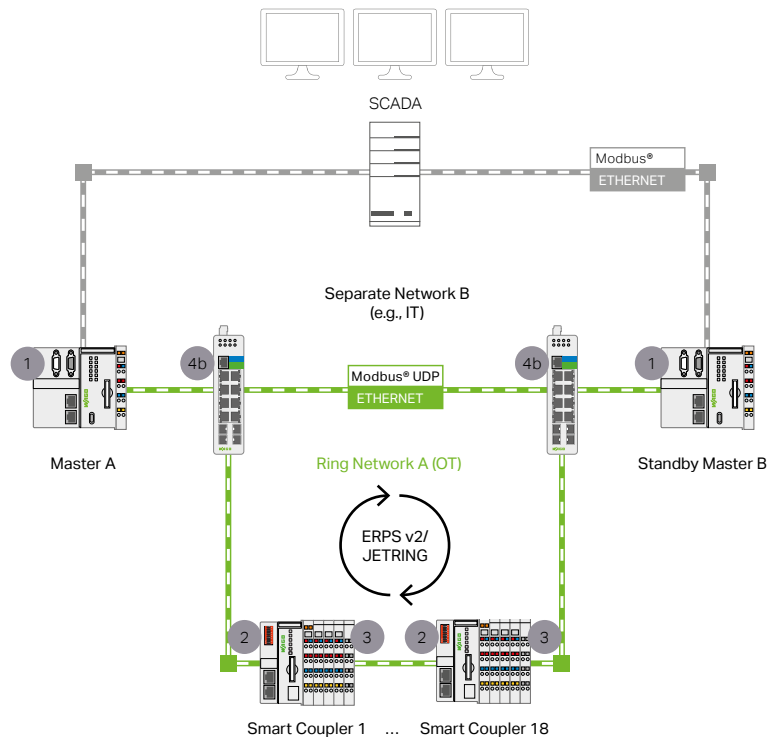 SCADA
Modbus®
ETHERNET
Separate Network B
(e.g., IT)
1
4b
4b
1
Modbus® UDP
ETHERNET
Master A
Ring Network A (OT)
Standby Master B
ERPS v2/
JETRING
2
3
2
3
Smart Coupler 1 ... Smart Coupler 18